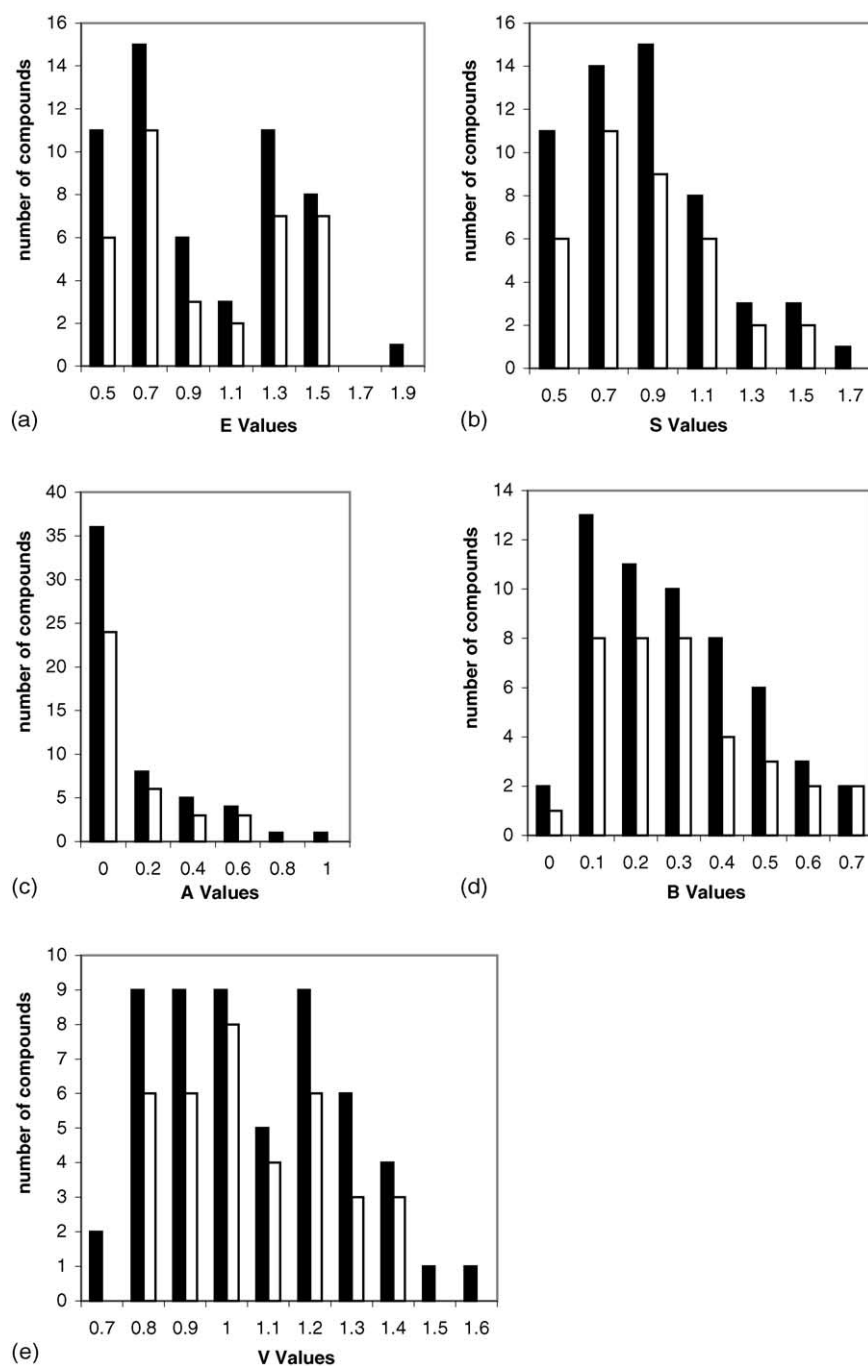 16
14
12
10
8
6
4
2
0
number of compounds
0.5 0.7 0.9 1.1 1.3 1.5 1.7 1.9
E Values
(a)
16
14
12
10
8
6
4
2
0
number of compounds
0.5 0.7 0.9 1.1 1.3 1.5 1.7
S Values
(b)
40
35
30
25
20
15
10
5
0
number of compounds
0 0.2 0.4 0.6 0.8 1
A Values
(c)
14
12
10
8
6
4
2
0
number of compounds
0 0.1 0.2 0.3 0.4 0.5 0.6 0.7
B Values
(d)
10
9
8
7
6
5
4
3
2
1
0
number of compounds
0.7 0.8 0.9 1 1.1 1.2 1.3 1.4 1.5 1.6
V Values
(e)